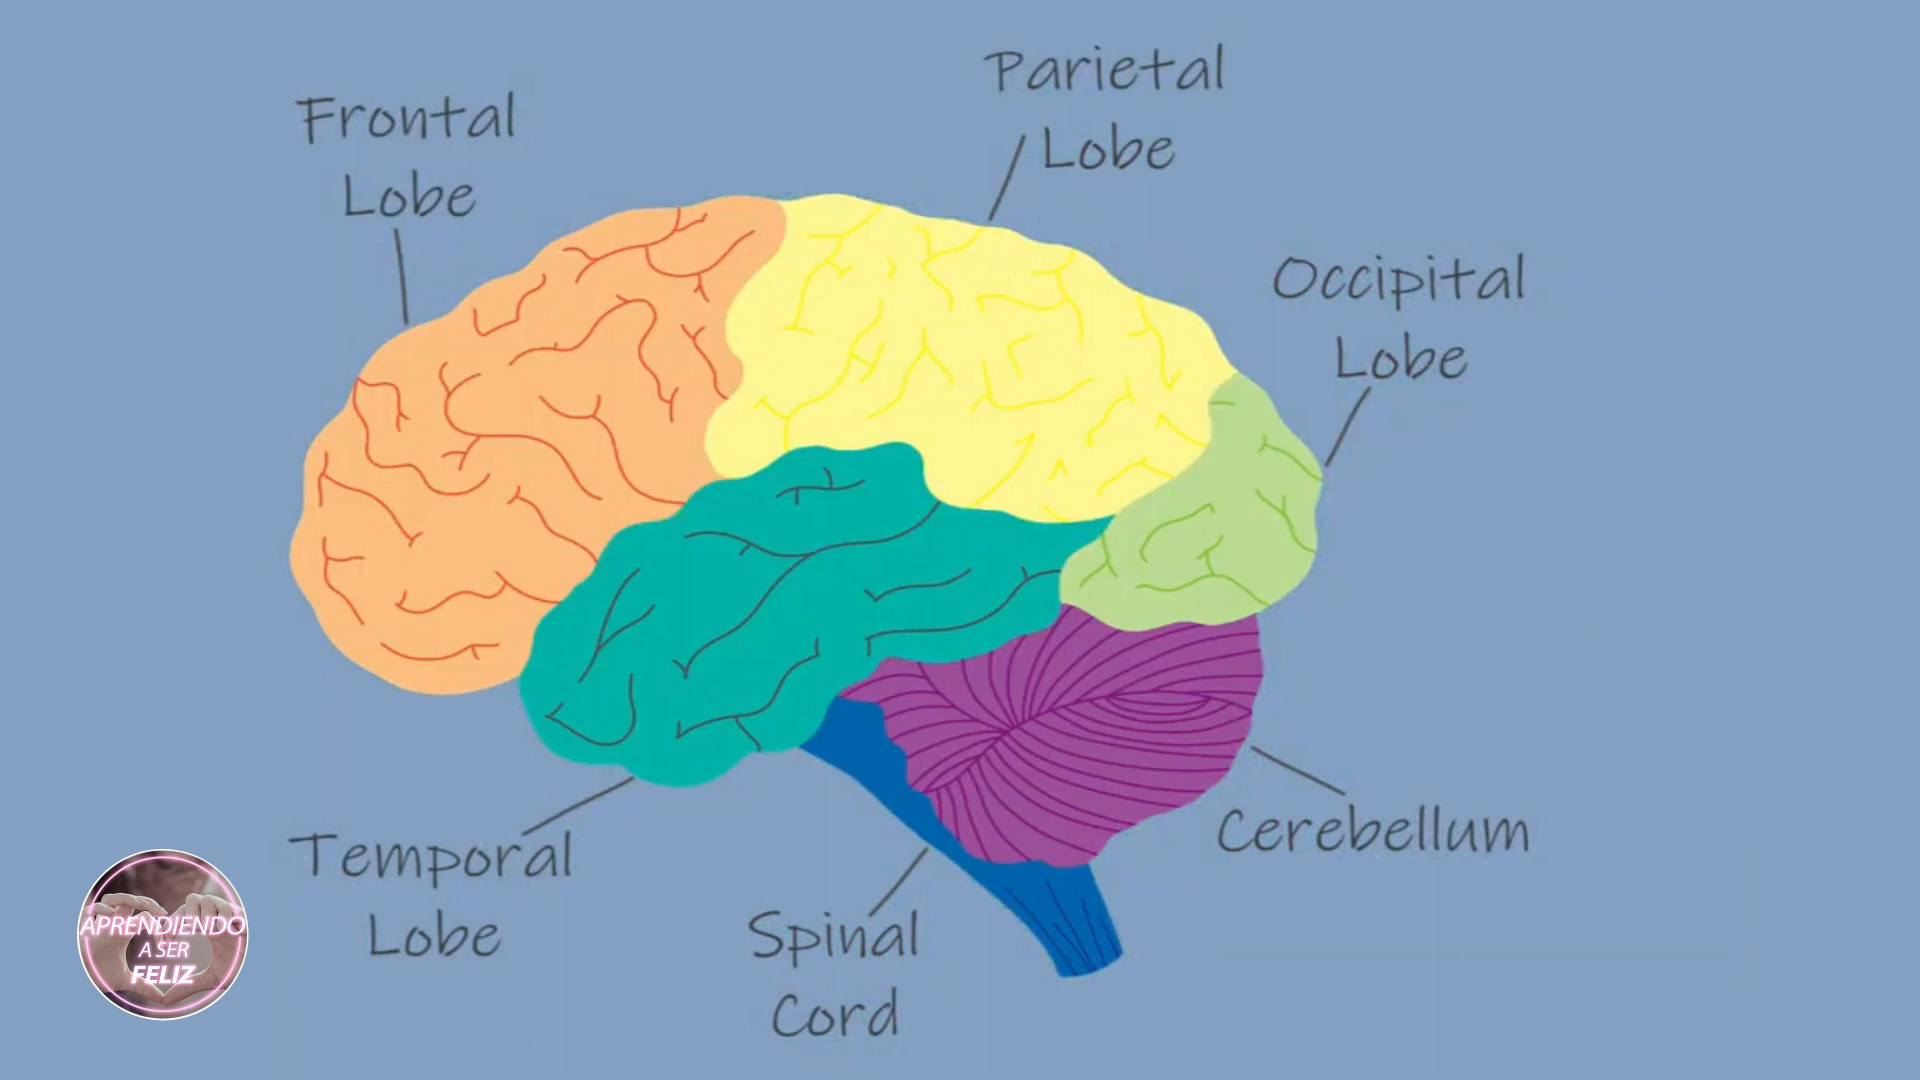 Parietal
Lobe
Frontal
Lobe
Occipital
Lobe
Cerebellum
Temporal
Lobe
Spinal
Cord
APRENDIENDO
A SER
FELIZ